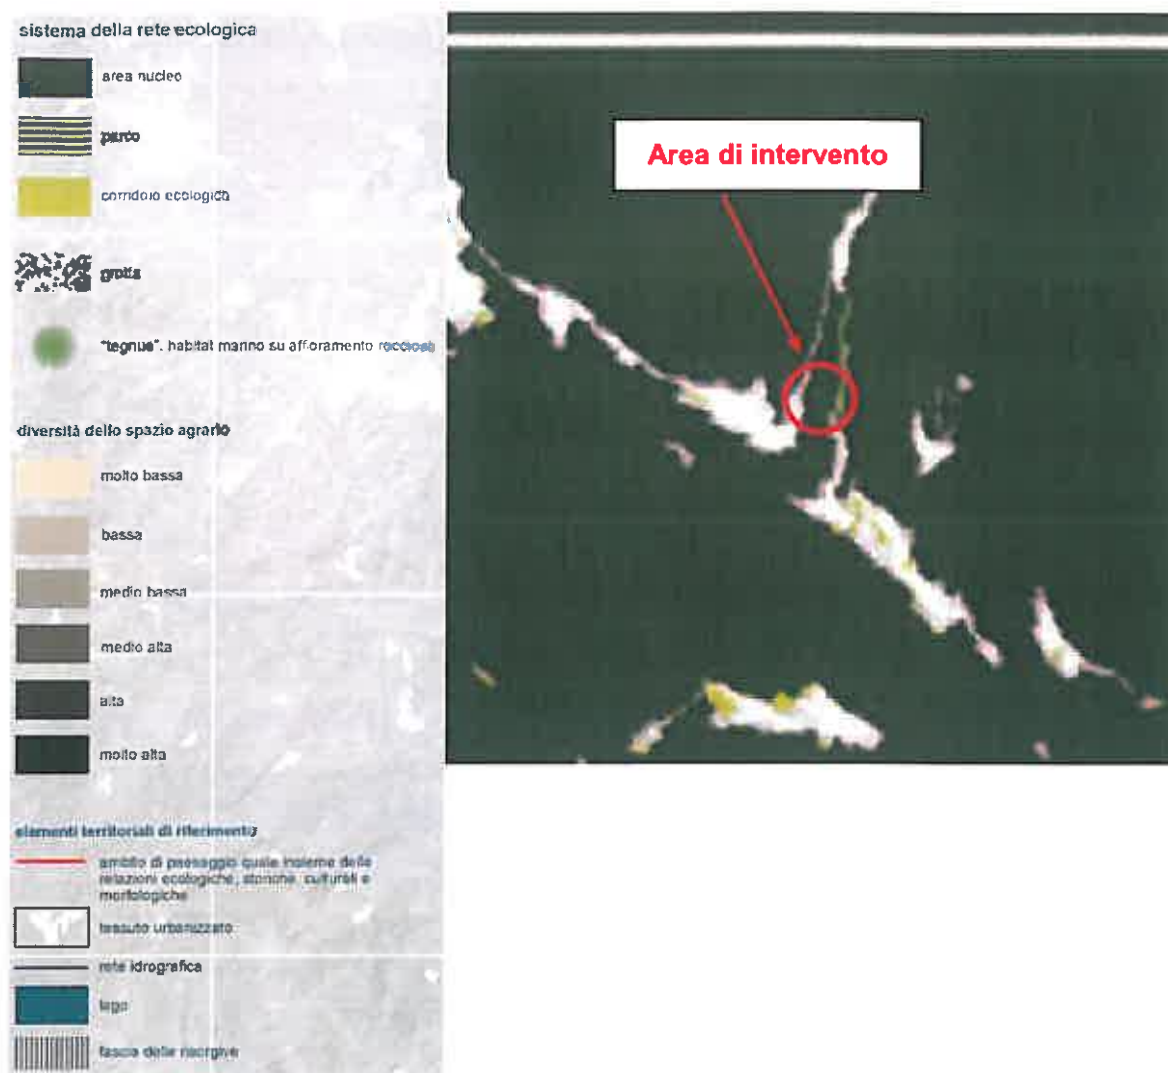 sistema della rete ecologica
area nucleo
parco
corridoio ecologico
grotta
"tegnùe". habitat marino su affioramento rocciosi
diversità dello spazio agrario
molto bassa
bassa
medio bassa
medio alta
alta
molto alta
elementi territoriali di riferimento
ambito di paesaggio quale insieme delle
relazioni ecologiche, storiche, culturali e
morfologiche
tessuto urbanizzato
rete idrografica
lago
fascia delle risorgive
Area di intervento